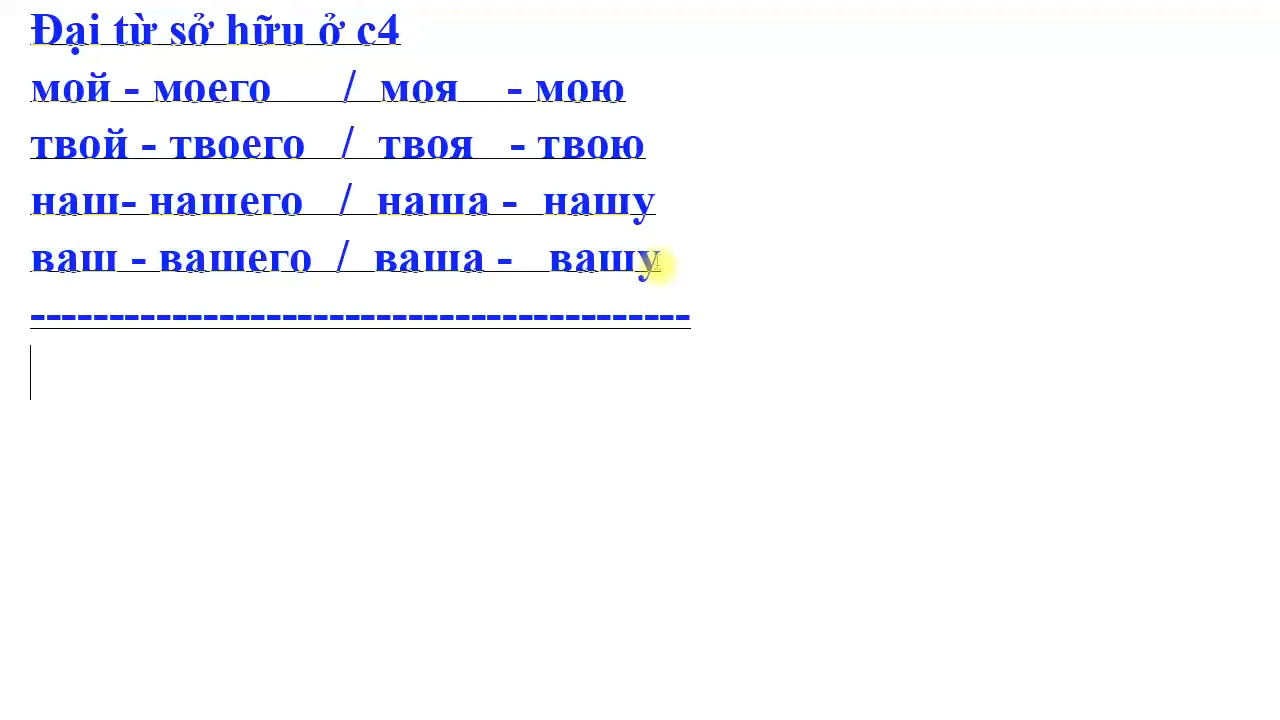 Đại từ sở hữu ở c4
мой - моего / моя - мою
твой - твоего / твоя - твою
наш- нашего / наша - нашу
ваш - вашего / ваша - вашу
------------------------------------------